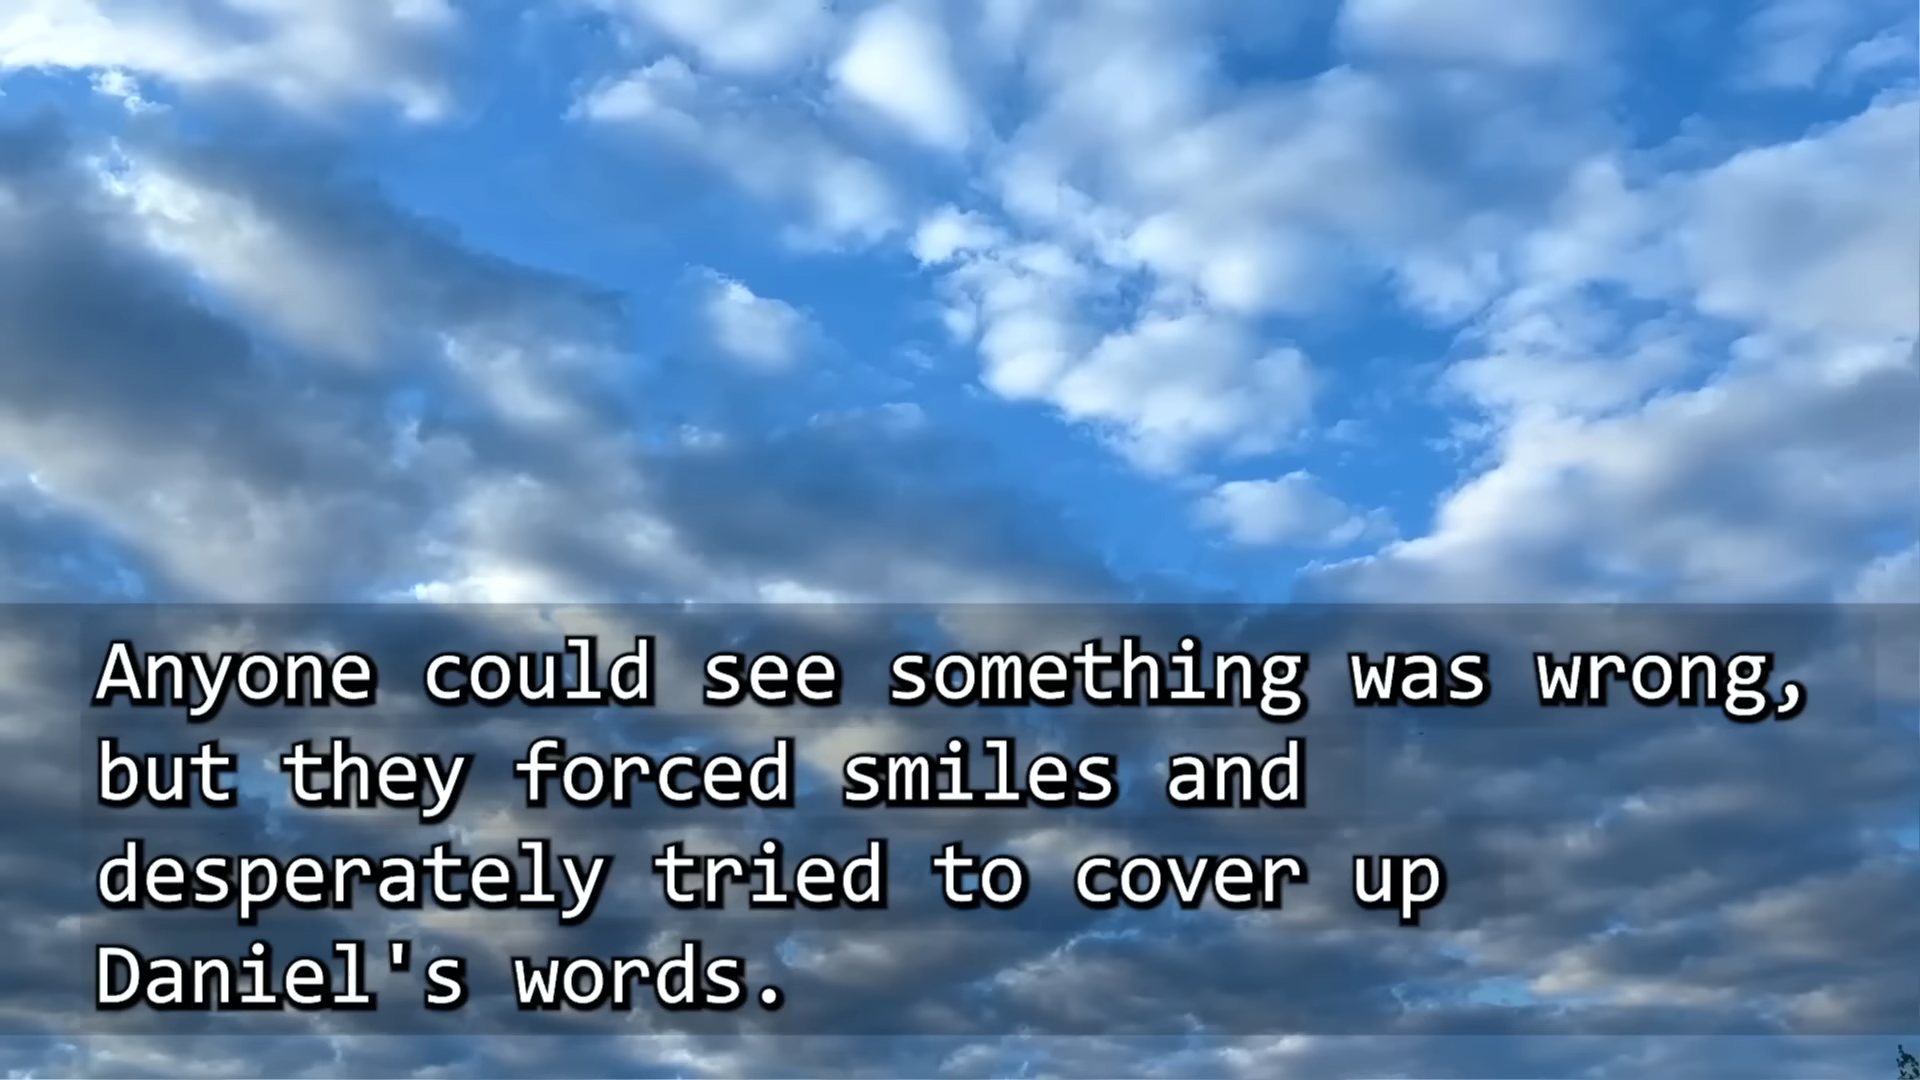 Anyone could see something was wrong,
but they forced smiles and
desperately tried to cover up
Daniel's words.